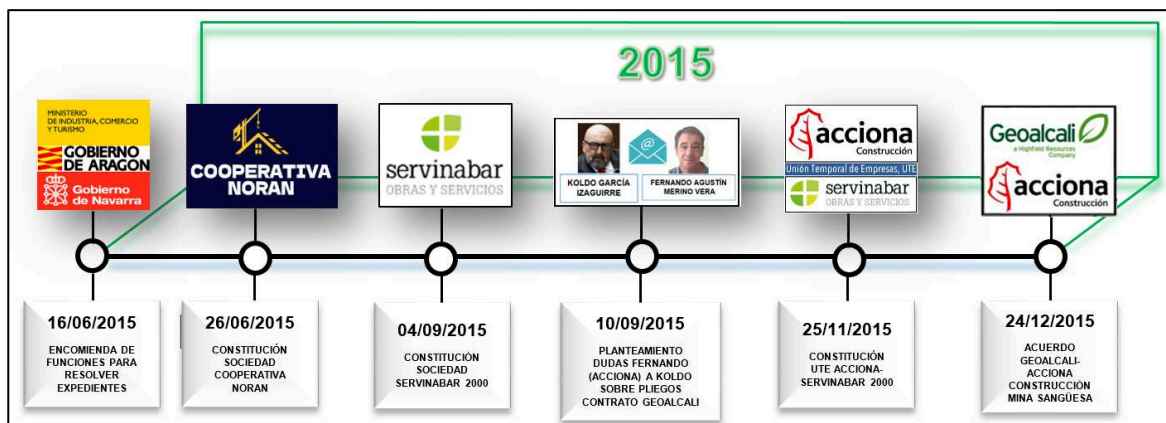 2015
MINISTERIO
DE INDUSTRIA, COMERCIO
Y TURISMO
GOBIERNO
DE ARAGON
Gobierno
de Navarra
COOPERATIVA
NORAN
servinabar
OBRAS Y SERVICIOS
@
KOLDO GARCÍA
IZAGUIRRE
FERNANDO AGUSTÍN
MERINO VERA
acciona
Construcción
Unión Temporal de Empresas, UTE
servinabar
OBRAS Y SERVICIOS
Geoalcali
a Highfield Resources
Company
acciona
Construcción
16/06/2015
ENCOMIENDA DE
FUNCIONES PARA
RESOLVER
EXPEDIENTES
26/06/2015
CONSTITUCIÓN
SOCIEDAD
COOPERATIVA
NORAN
04/09/2015
CONSTITUCIÓN
SOCIEDAD
SERVINABAR 2000
10/09/2015
PLANTEAMIENTO
DUDAS FERNANDO
(ACCIONA) A KOLDO
SOBRE PLIEGOS
CONTRATO GEOALCALI
25/11/2015
CONSTITUCIÓN
UTE ACCIONA-
SERVINABAR 2000
24/12/2015
ACUERDO
GEOALCALI-
ACCIONA
CONSTRUCCIÓN
MINA SANGÜESA